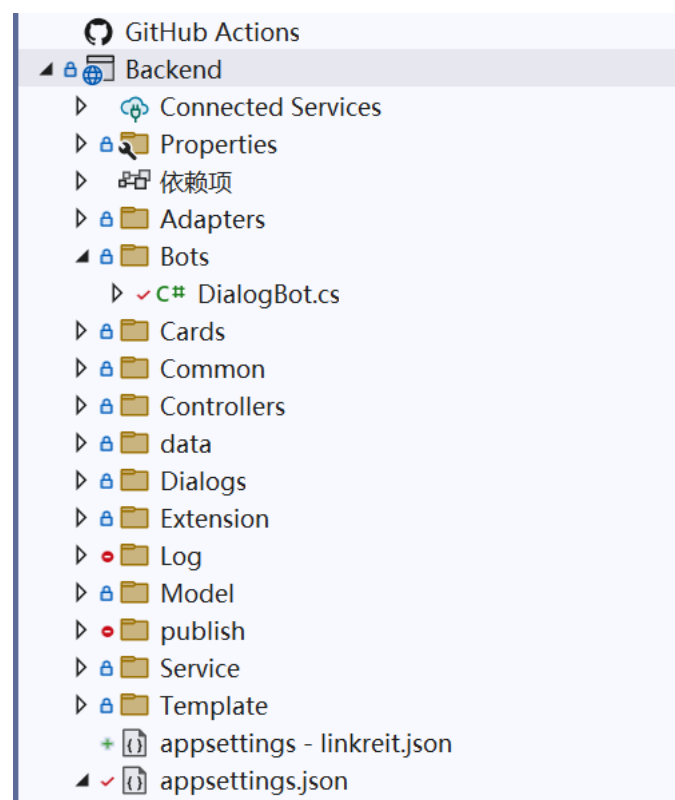 GitHub Actions
Backend
Connected Services
Properties
依赖项
Adapters
Bots
C# DialogBot.cs
Cards
Common
Controllers
data
Dialogs
Extension
Log
Model
publish
Service
Template
appsettings - linkreit.json
appsettings.json